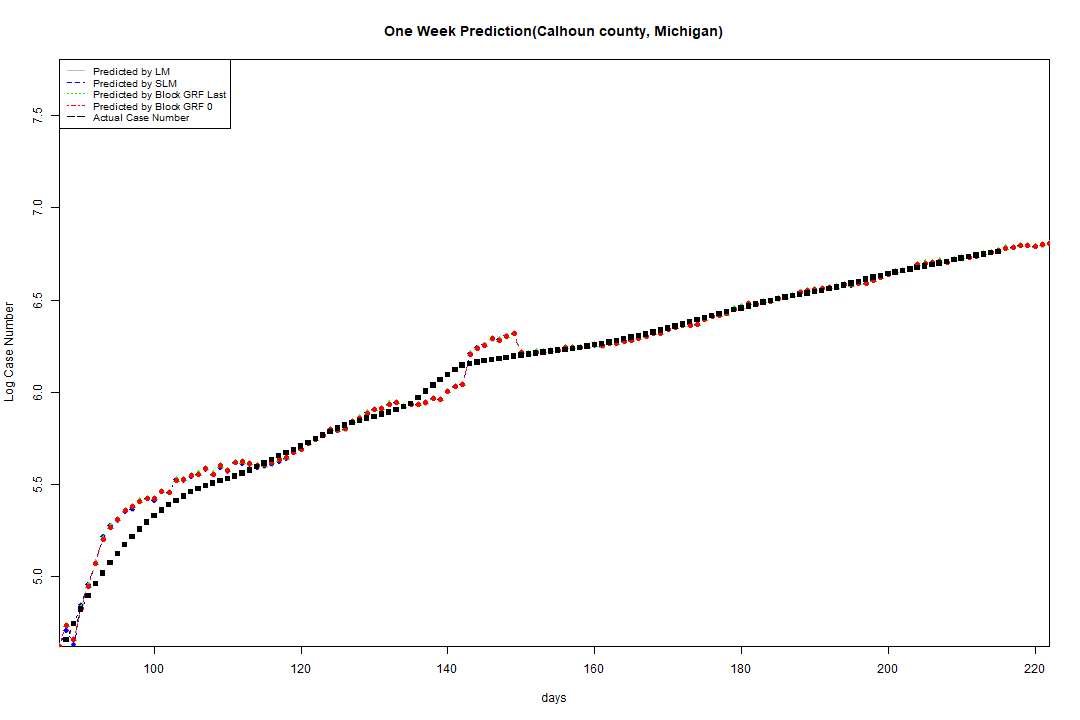 One Week Prediction(Calhoun county, Michigan)
Predicted by LM
Predicted by SLM
Predicted by Block GRF Last
Predicted by Block GRF 0
Actual Case Number
Log Case Number
7.5
7.0
6.5
6.0
5.5
5.0
100 120 140 160 180 200 220
days